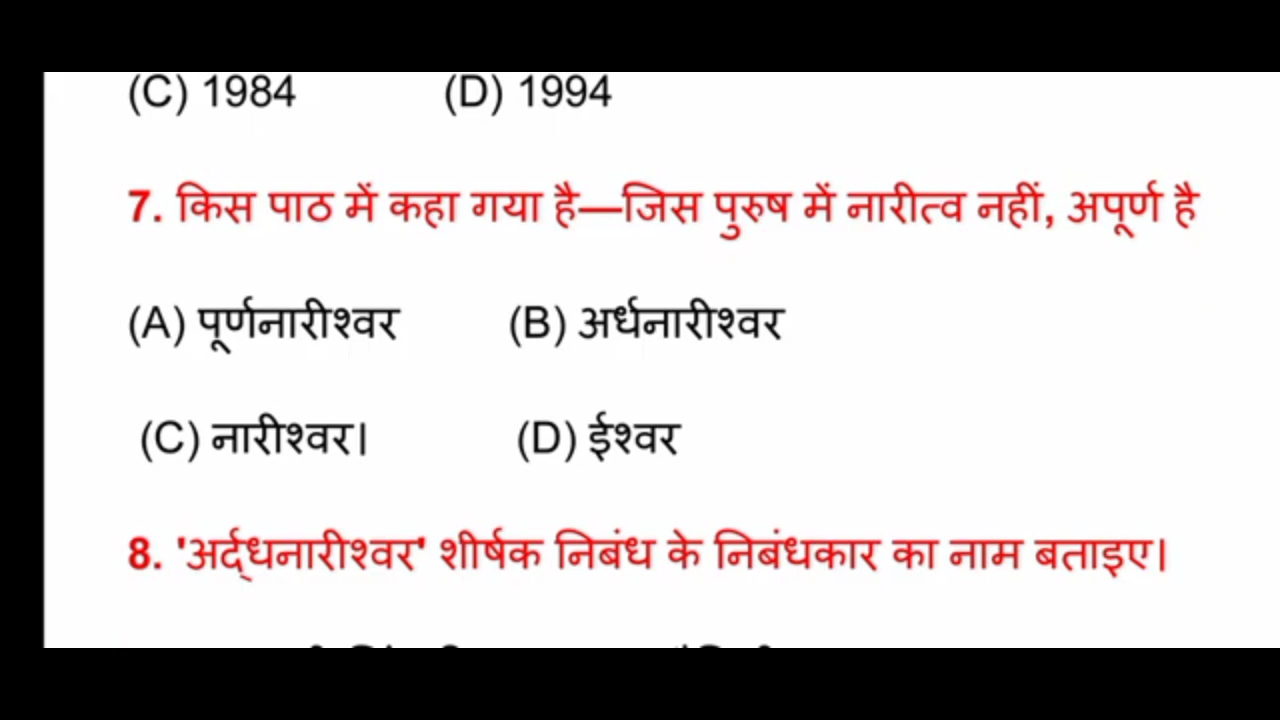 (C) 1984 (D) 1994
7. किस पाठ में कहा गया है—जिस पुरुष में नारीत्व नहीं, अपूर्ण है
(A) पूर्णनारीश्वर (B) अर्धनारीश्वर
(C) नारीश्वर। (D) ईश्वर
8. 'अर्द्धनारीश्वर' शीर्षक निबंध के निबंधकार का नाम बताइए।